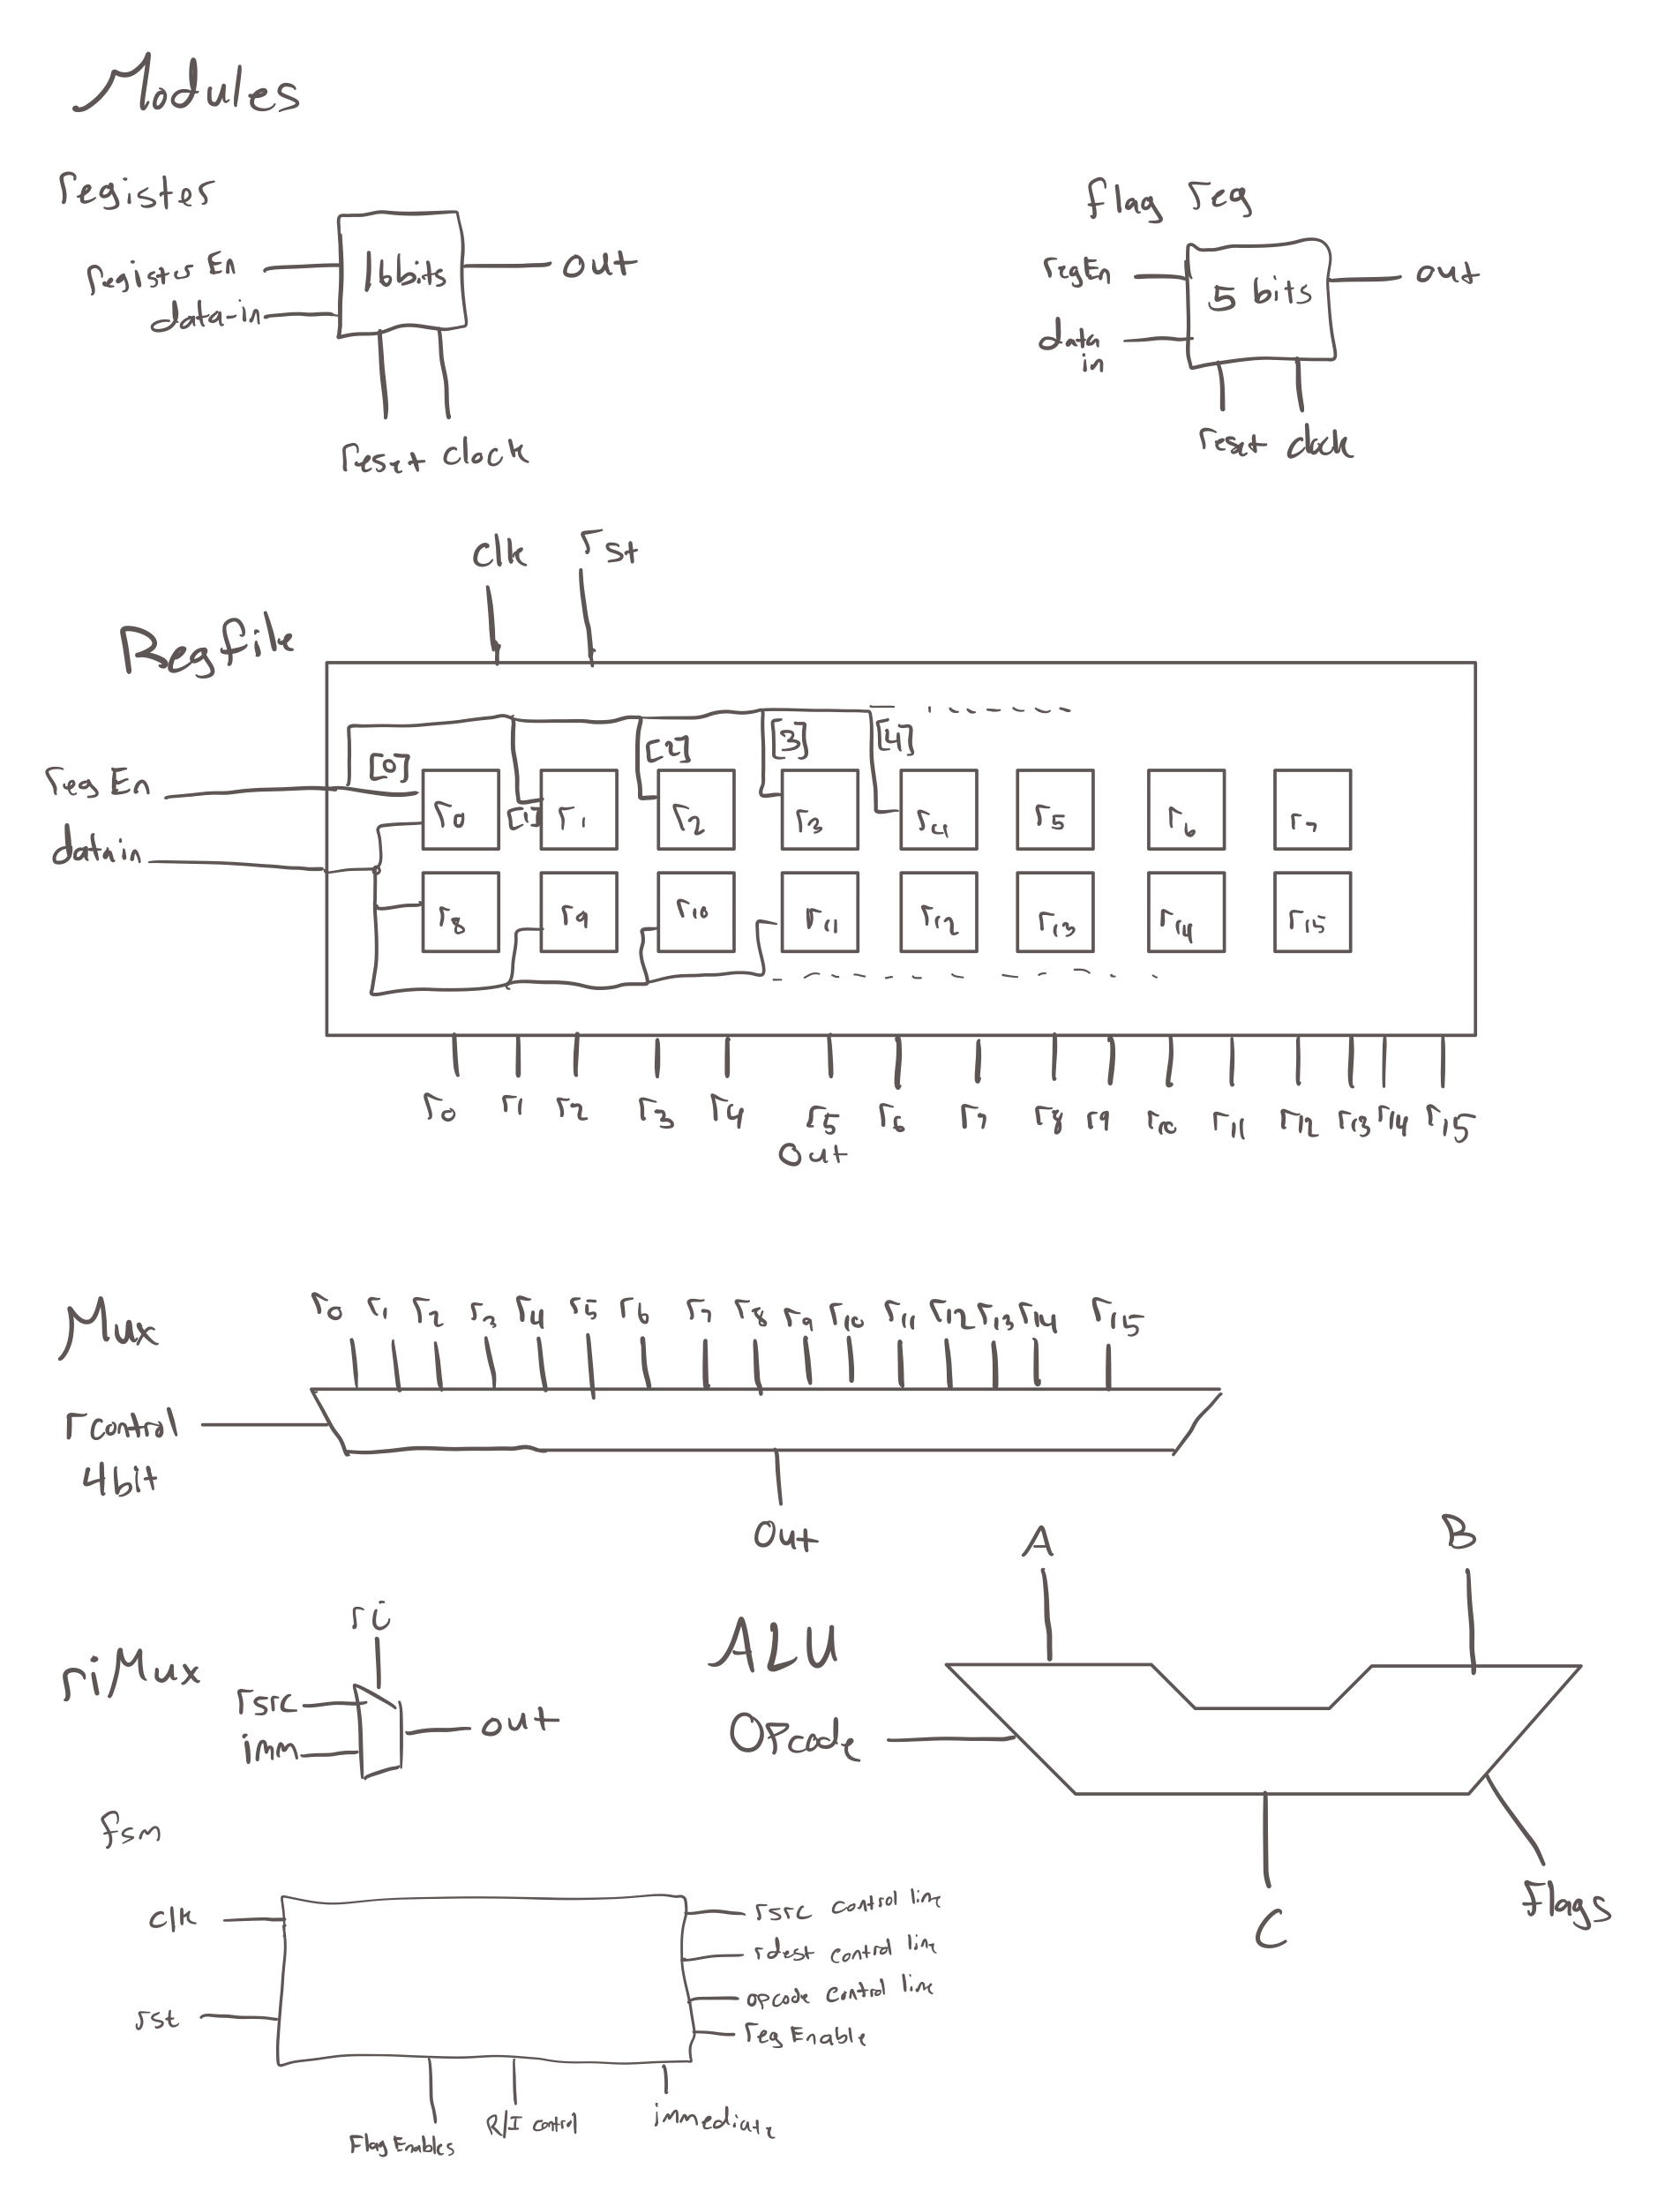 Modules
register
flag reg
register En
16bits
out
data-in
reset clock
regEn
5 bits
out
data
in
reset clock
clk rst
Regfile
reg En
data in
[0] [1] [2] [3] [4]
r0 r1 r2 r3 r4 r5 r6 r7
r8 r9 r10 r11 r12 r13 r14 r15
r0 r1 r2 r3 r4 r5 r6 r7 r8 r9 r10 r11 r12 r13 r14 r15
Out
Mux
r0 r1 r2 r3 r4 r5 r6 r7 r8 r9 r10 r11 r12 r13 r14 r15
rcontrol
4bit
Out
riMux
ri
rsrc
imm
out
ALU
A
B
Opcode
C
flags
fsm
clk
rst
rsrc control line
rdest control line
opcode control line
reg Enable
Flag Enables
R/I control
immediate